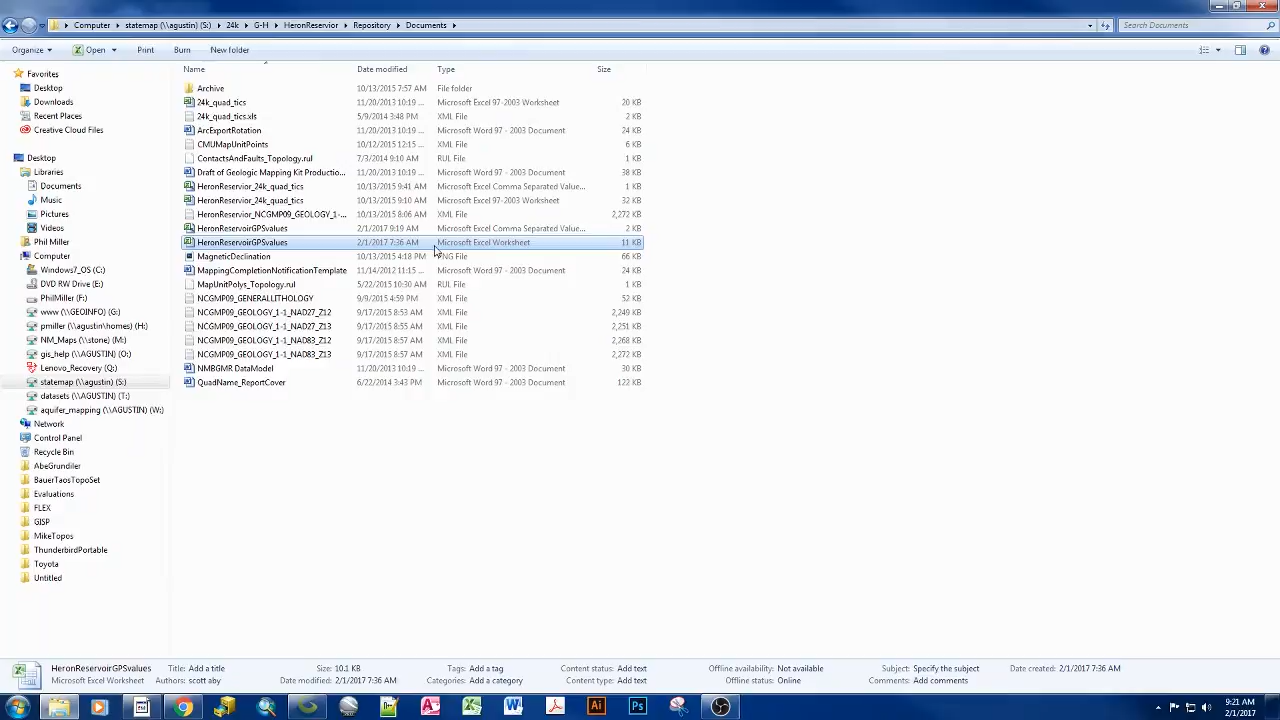 Computer ▸ statemap (\\agustin) (S:) ▸ 24k ▸ G-H ▸ HeronReservior ▸ Repository ▸ Documents ▸
Search Documents
Organize ▾ Open ▾ Print Burn New folder
Name Date modified Type Size
Favorites
Desktop
Downloads
Recent Places
Creative Cloud Files
Desktop
Libraries
Documents
Music
Pictures
Videos
Phil Miller
Computer
Windows7_OS (C:)
DVD RW Drive (E:)
PhilMiller (F:)
www (\\GEOINFO) (G:)
pmiller (\\agustin\homes) (H:)
NM_Maps (\\stone) (M:)
gis_help (\\AGUSTIN) (O:)
Lenovo_Recovery (Q:)
statemap (\\agustin) (S:)
datasets (\\AGUSTIN) (T:)
aquifer_mapping (\\AGUSTIN) (W:)
Network
Control Panel
Recycle Bin
AbeGrundiler
BauerTaosTopoSet
Evaluations
FLEX
GISP
MikeTopos
ThunderbirdPortable
Toyota
Untitled
Archive 10/13/2015 7:57 AM File folder
24k_quad_tics 11/20/2013 10:19 ... Microsoft Excel 97-2003 Worksheet 20 KB
24k_quad_tics.xls 5/9/2014 3:48 PM XML File 2 KB
ArcExportRotation 11/20/2013 10:19 ... Microsoft Word 97 - 2003 Document 24 KB
CMUMapUnitPoints 10/12/2015 12:15 ... XML File 6 KB
ContactsAndFaults_Topology.rul 7/3/2014 9:10 AM RUL File 1 KB
Draft of Geologic Mapping Kit Productio... 11/20/2013 10:19 ... Microsoft Word 97 - 2003 Document 38 KB
HeronReservior_24k_quad_tics 10/13/2015 9:41 AM Microsoft Excel Comma Separated Value... 1 KB
HeronReservior_24k_quad_tics 10/13/2015 9:10 AM Microsoft Excel 97-2003 Worksheet 32 KB
HeronReservior_NCGMP09_GEOLOGY_1-... 10/13/2015 8:06 AM XML File 2,272 KB
HeronReservoirGPSvalues 2/1/2017 9:19 AM Microsoft Excel Comma Separated Value... 2 KB
HeronReservoirGPSvalues 2/1/2017 7:36 AM Microsoft Excel Worksheet 11 KB
MagneticDeclination 10/13/2015 4:18 PM NG File 66 KB
MappingCompletionNotificationTemplate 11/14/2012 11:15 ... Microsoft Word 97 - 2003 Document 24 KB
MapUnitPolys_Topology.rul 5/22/2015 10:30 AM RUL File 1 KB
NCGMP09_GENERALLITHOLOGY 9/9/2015 4:59 PM XML File 52 KB
NCGMP09_GEOLOGY_1-1_NAD27_Z12 9/17/2015 8:53 AM XML File 2,249 KB
NCGMP09_GEOLOGY_1-1_NAD27_Z13 9/17/2015 8:55 AM XML File 2,251 KB
NCGMP09_GEOLOGY_1-1_NAD83_Z12 9/17/2015 8:57 AM XML File 2,268 KB
NCGMP09_GEOLOGY_1-1_NAD83_Z13 9/17/2015 8:57 AM XML File 2,272 KB
NMBGMR DataModel 11/20/2013 10:19 ... Microsoft Word 97 - 2003 Document 30 KB
QuadName_ReportCover 6/22/2014 3:43 PM Microsoft Word 97 - 2003 Document 122 KB
HeronReservoirGPSvalues Title: Add a title Size: 10.1 KB Tags: Add a tag Content status: Add text Offline availability: Not available Subject: Specify the subject Date created: 2/1/2017 7:36 AM
Microsoft Excel Worksheet Authors: scott aby Date modified: 2/1/2017 7:36 AM Categories: Add a category Content type: Add text Offline status: Online Comments: Add comments
Ai Ps
9:21 AM
2/1/2017